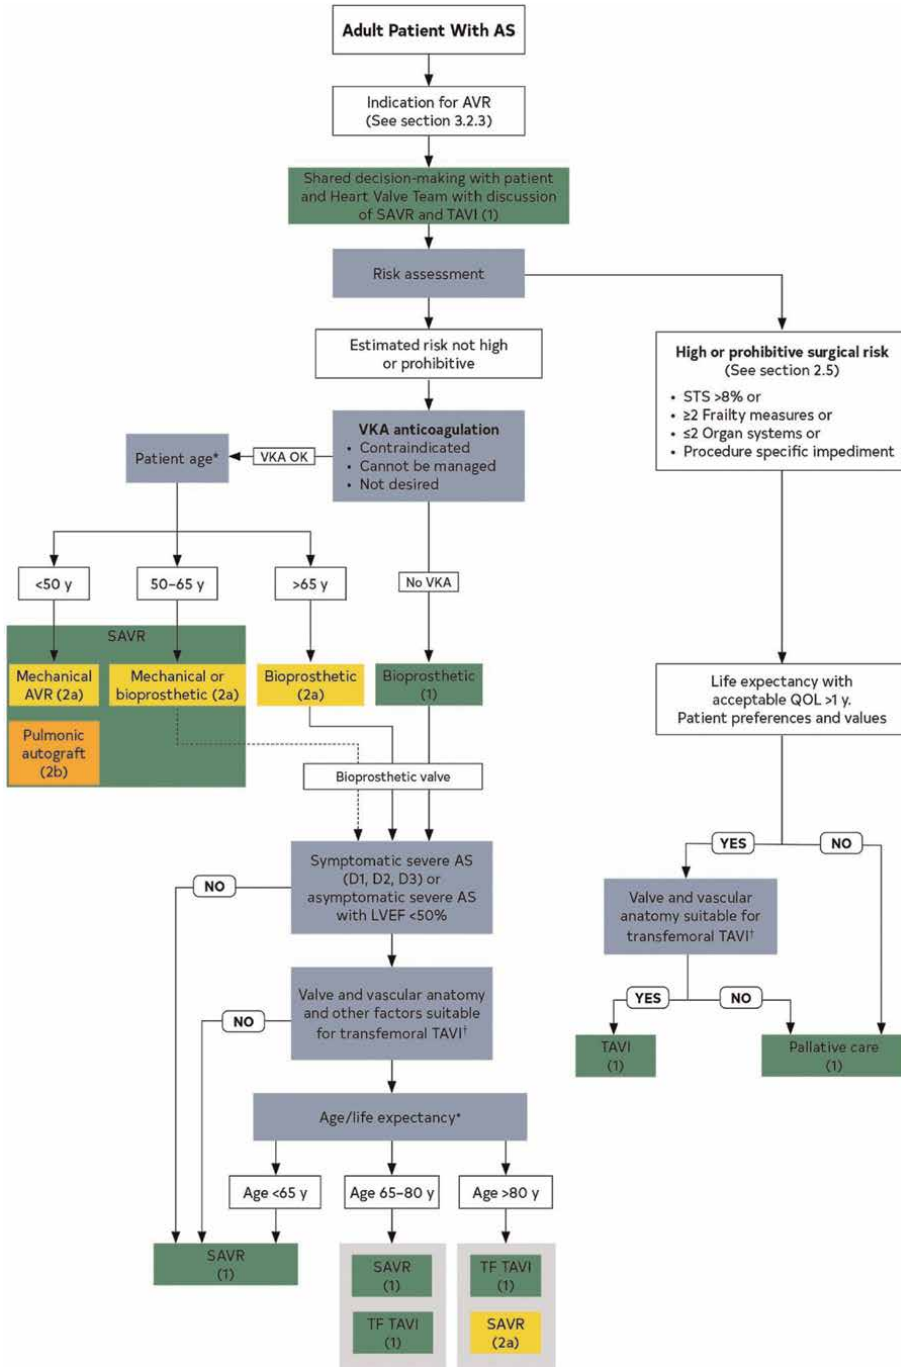 Adult Patient With AS
Indication for AVR
(See section 3.2.3)
Shared decision-making with patient
and Heart Valve Team with discussion
of SAVR and TAVI (1)
Risk assessment
Estimated risk not high
or prohibitive
High or prohibitive surgical risk
(See section 2.5)
• STS >8% or
• ≥2 Frailty measures or
• ≤2 Organ systems or
• Procedure specific impediment
VKA anticoagulation
• Contraindicated
• Cannot be managed
• Not desired
VKA OK
Patient age*
<50 y
50–65 y
>65 y
No VKA
SAVR
Mechanical
AVR (2a)
Mechanical or
bioprosthetic (2a)
Bioprosthetic
(2a)
Bioprosthetic
(1)
Pulmonic
autograft
(2b)
Life expectancy with
acceptable QOL >1 y.
Patient preferences and values
Bioprosthetic valve
YES
NO
Symptomatic severe AS
(D1, D2, D3) or
asymptomatic severe AS
with LVEF <50%
NO
Valve and vascular anatomy
suitable for
transfemoral TAVI†
Valve and vascular anatomy
and other factors suitable
for transfemoral TAVI†
NO
YES
NO
TAVI
(1)
Pallative care
(1)
Age/life expectancy*
Age <65 y
Age 65–80 y
Age >80 y
SAVR
(1)
SAVR
(1)
TF TAVI
(1)
TF TAVI
(1)
SAVR
(2a)